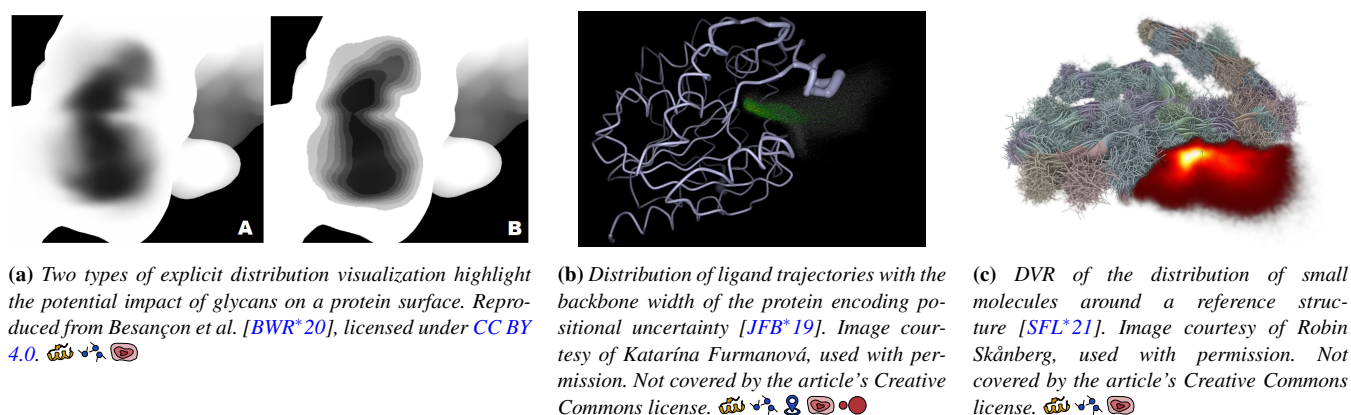 A
B
(a) Two types of explicit distribution visualization highlight
the potential impact of glycans on a protein surface. Repro-
duced from Besançon et al. [BWR*20], licensed under CC BY
4.0.
(b) Distribution of ligand trajectories with the
backbone width of the protein encoding po-
sitional uncertainty [JFB*19]. Image cour-
tesy of Katarína Furmanová, used with per-
mission. Not covered by the article's Creative
Commons license.
(c) DVR of the distribution of small
molecules around a reference struc-
ture [SFL*21]. Image courtesy of Robin
Skånberg, used with permission. Not
covered by the article's Creative Commons
license.